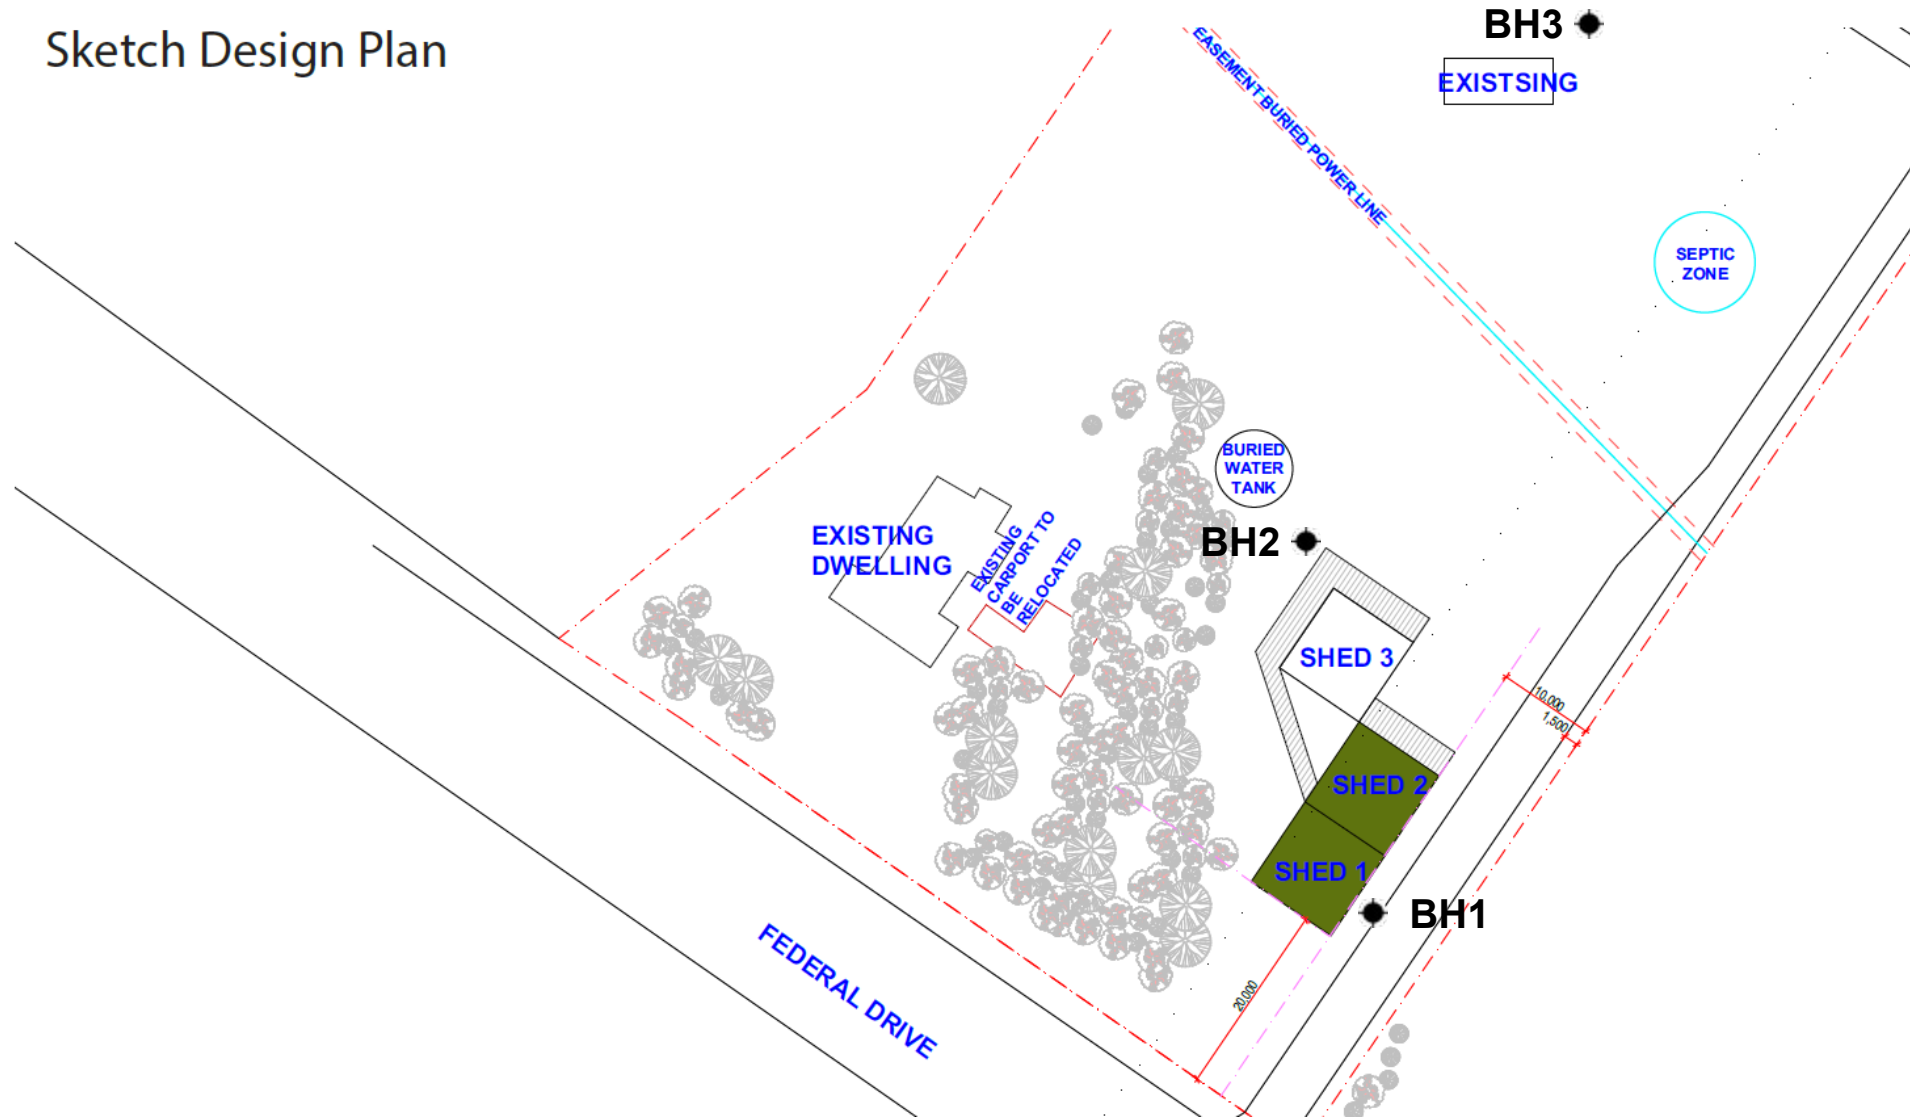 Sketch Design Plan
BH3
EXISTSING
EASEMENT BURIED POWER LINE
SEPTIC
ZONE
BURIED
WATER
TANK
BH2
EXISTING
DWELLING
EXISTING
CARPORT TO
BE
RELOCATED
SHED 3
10,000
1,500
SHED 2
SHED 1
BH1
20,000
FEDERAL DRIVE